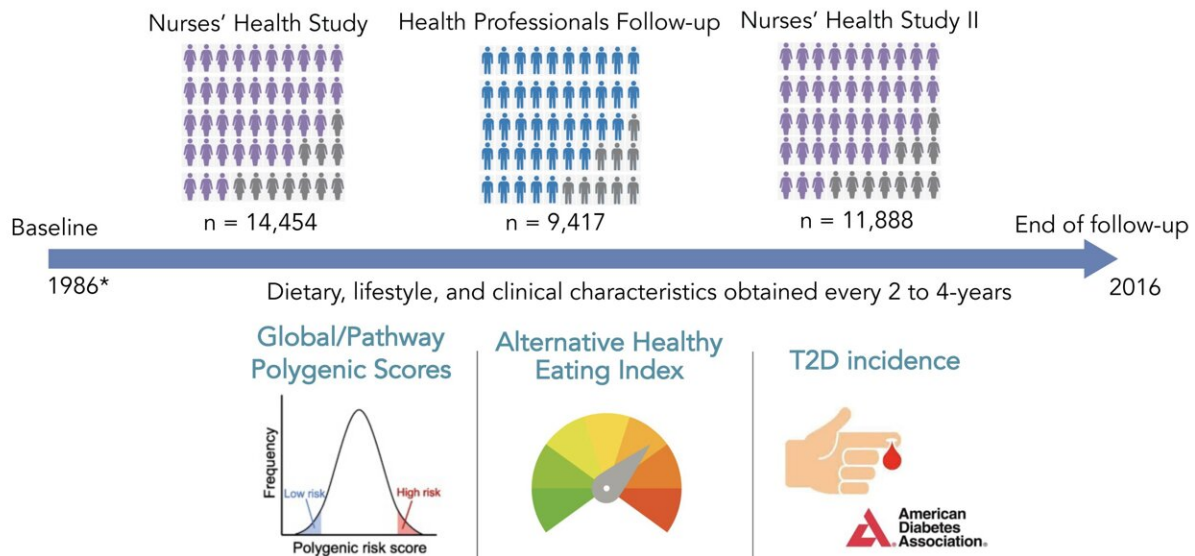 Nurses’ Health Study
Health Professionals Follow-up
Nurses’ Health Study II
n = 14,454
n = 9,417
n = 11,888
Baseline
End of follow-up
1986*
2016
Dietary, lifestyle, and clinical characteristics obtained every 2 to 4-years
Global/Pathway
Polygenic Scores
Frequency
Low risk
High risk
Polygenic risk score
Alternative Healthy
Eating Index
T2D incidence
American
Diabetes
Association®